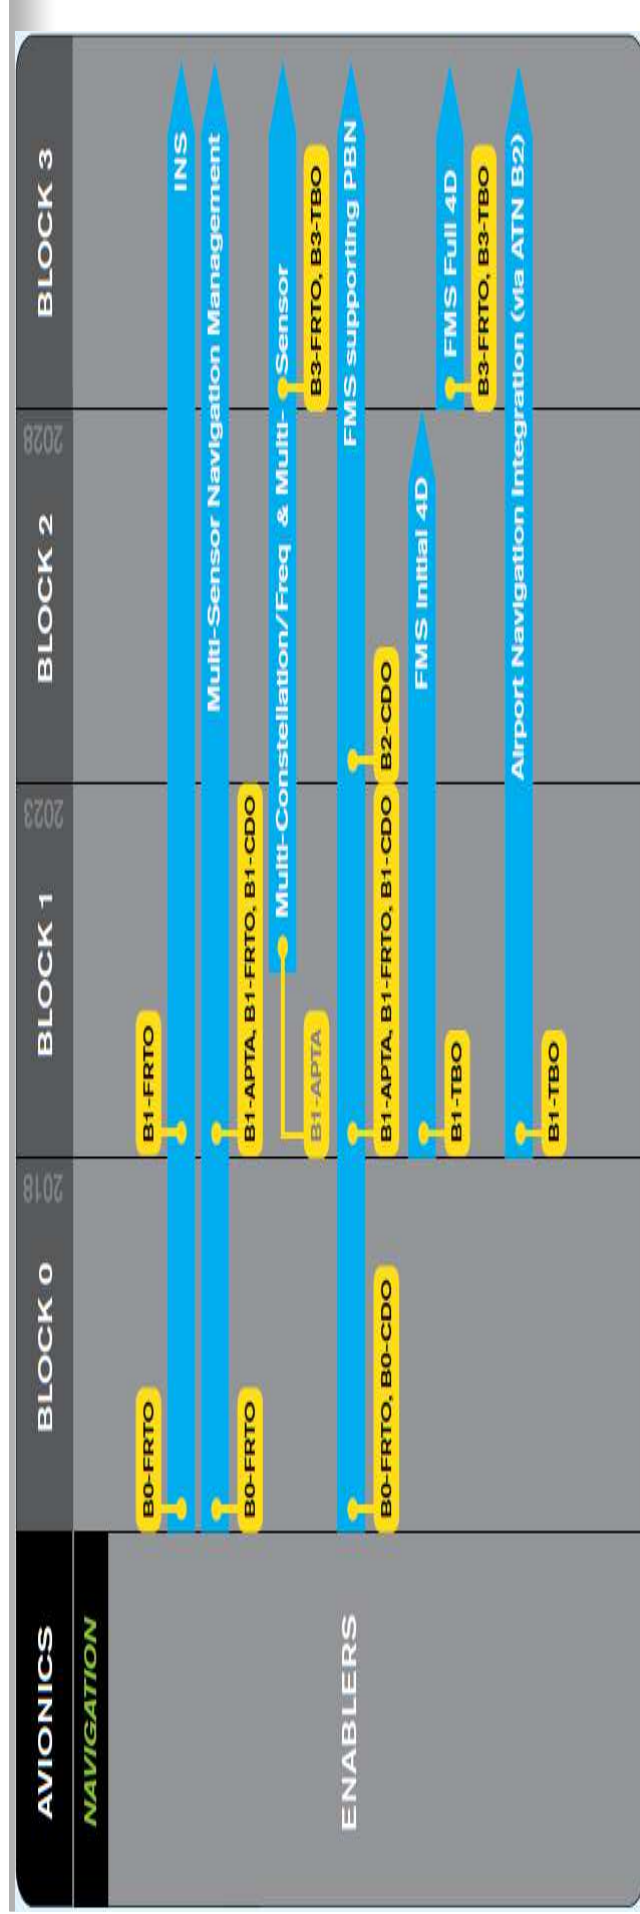 AVIONICS
BLOCK 0
2018
BLOCK 1
2023
BLOCK 2
2028
BLOCK 3
NAVIGATION
ENABLERS
B0-FRTO
B1-FRTO
INS
Multi-Sensor Navigation Management
B0-FRTO
B1-APTA, B1-FRTO, B1-CDO
Multi-Constellation/Freq & Multi- Sensor
B1-APTA
B3-FRTO, B3-TBO
FMS supporting PBN
B0-FRTO, B0-CDO
B1-APTA, B1-FRTO, B1-CDO
B2-CDO
FMS Initial 4D
B1-TBO
FMS Full 4D
B3-FRTO, B3-TBO
Airport Navigation Integration (via ATN B2)
B1-TBO